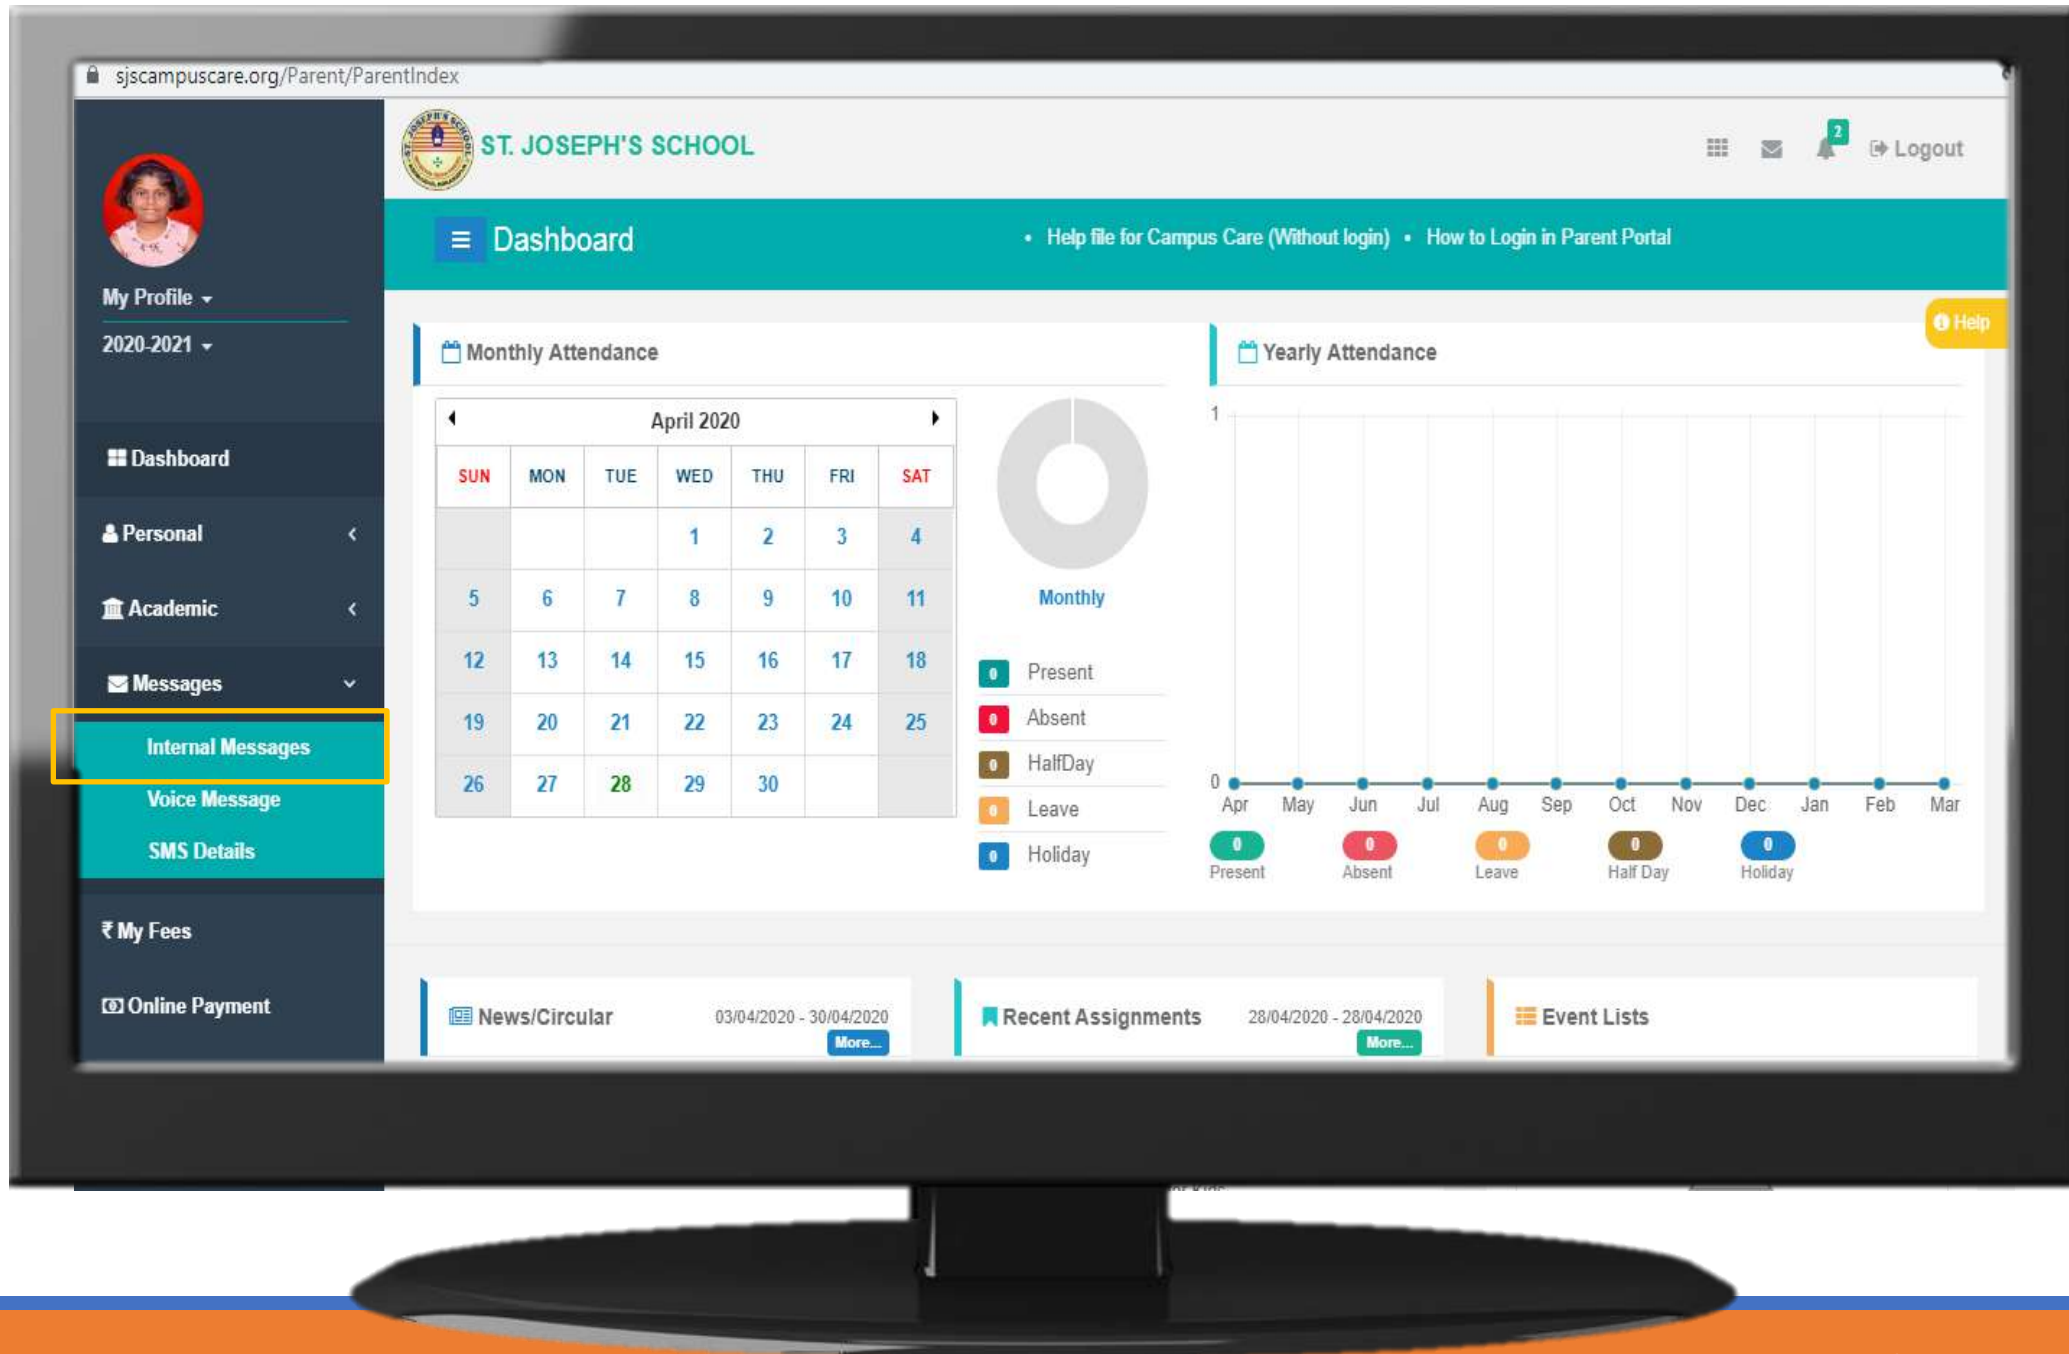 sjscampuscare.org/Parent/ParentIndex
ST. JOSEPH'S SCHOOL
2
Logout
Dashboard
• Help file for Campus Care (Without login) • How to Login in Parent Portal
My Profile
2020-2021
Help
Dashboard
Personal
Academic
Messages
Internal Messages
Voice Message
SMS Details
₹ My Fees
Online Payment
Monthly Attendance
April 2020
SUN MON TUE WED THU FRI SAT
1 2 3 4
5 6 7 8 9 10 11
12 13 14 15 16 17 18
19 20 21 22 23 24 25
26 27 28 29 30
Monthly
0 Present
0 Absent
0 HalfDay
0 Leave
0 Holiday
Yearly Attendance
1
0
Apr May Jun Jul Aug Sep Oct Nov Dec Jan Feb Mar
0 0 0 0 0
Present Absent Leave Half Day Holiday
News/Circular 03/04/2020 - 30/04/2020
More...
Recent Assignments 28/04/2020 - 28/04/2020
More...
Event Lists